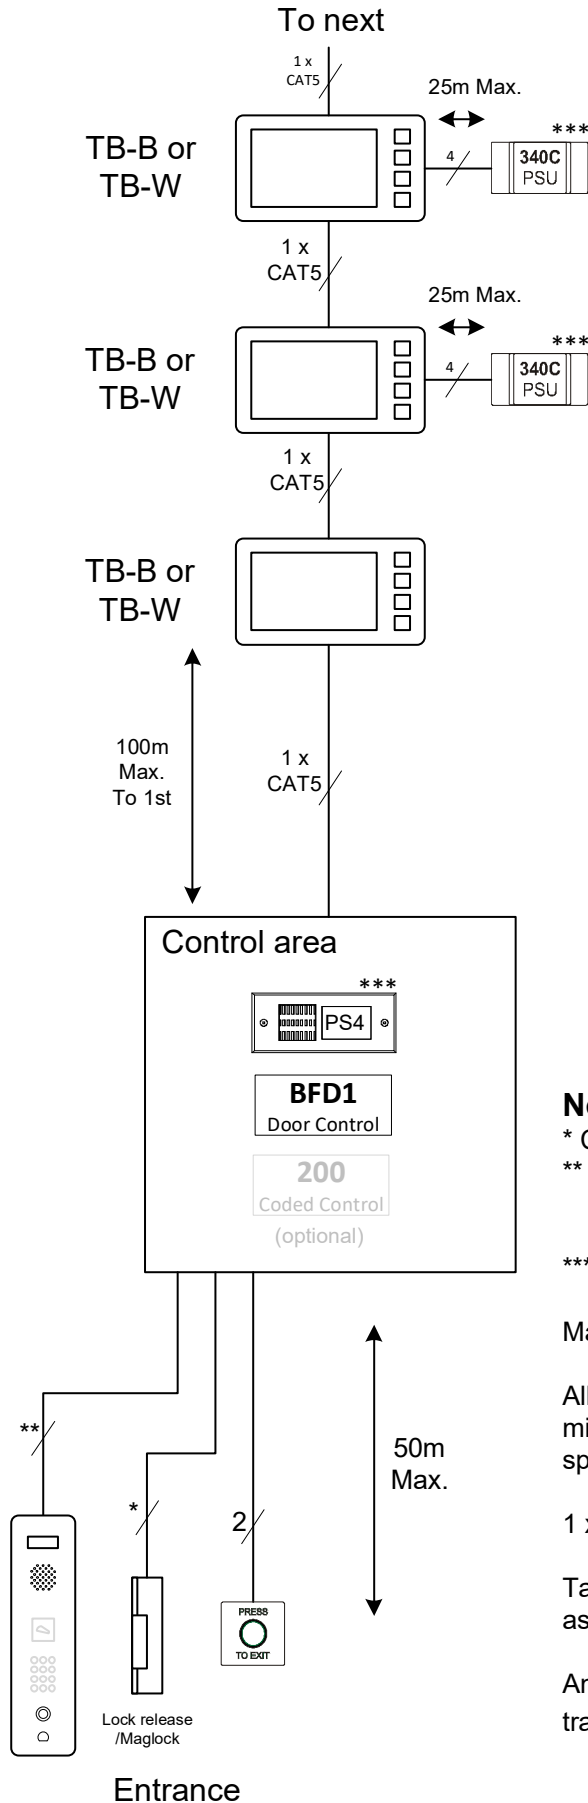 To next
1 x
CAT5
25m Max.
***
TB-B or
TB-W
4
340C
PSU
1 x
CAT5
25m Max.
***
TB-B or
TB-W
4
340C
PSU
1 x
CAT5
TB-B or
TB-W
100m
Max.
To 1st
1 x
CAT5
Control area
***
PS4
BFD1
Door Control
200
Coded Control
(optional)
*
**
***
1
**
*
2
50m
Max.
PRESS
TO EXIT
Lock release
/Maglock
Entrance